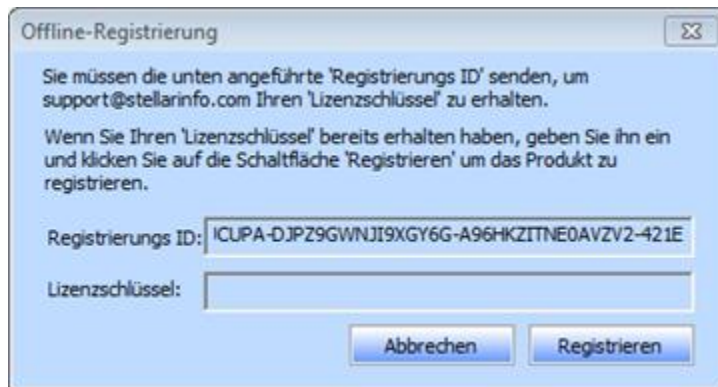 Offline-Registrierung
Sie müssen die unten angeführte 'Registrierungs ID' senden, um
support@stellarinfo.com Ihren 'Lizenzschlüssel' zu erhalten.
Wenn Sie Ihren 'Lizenzschlüssel' bereits erhalten haben, geben Sie ihn ein
und klicken Sie auf die Schaltfläche 'Registrieren' um das Produkt zu
registrieren.
Registrierungs ID: CUPA-DJPZ9GWNJI9XGY6G-A96HKZITNE0AVZV2-421E
Lizenzschlüssel:
Abbrechen Registrieren